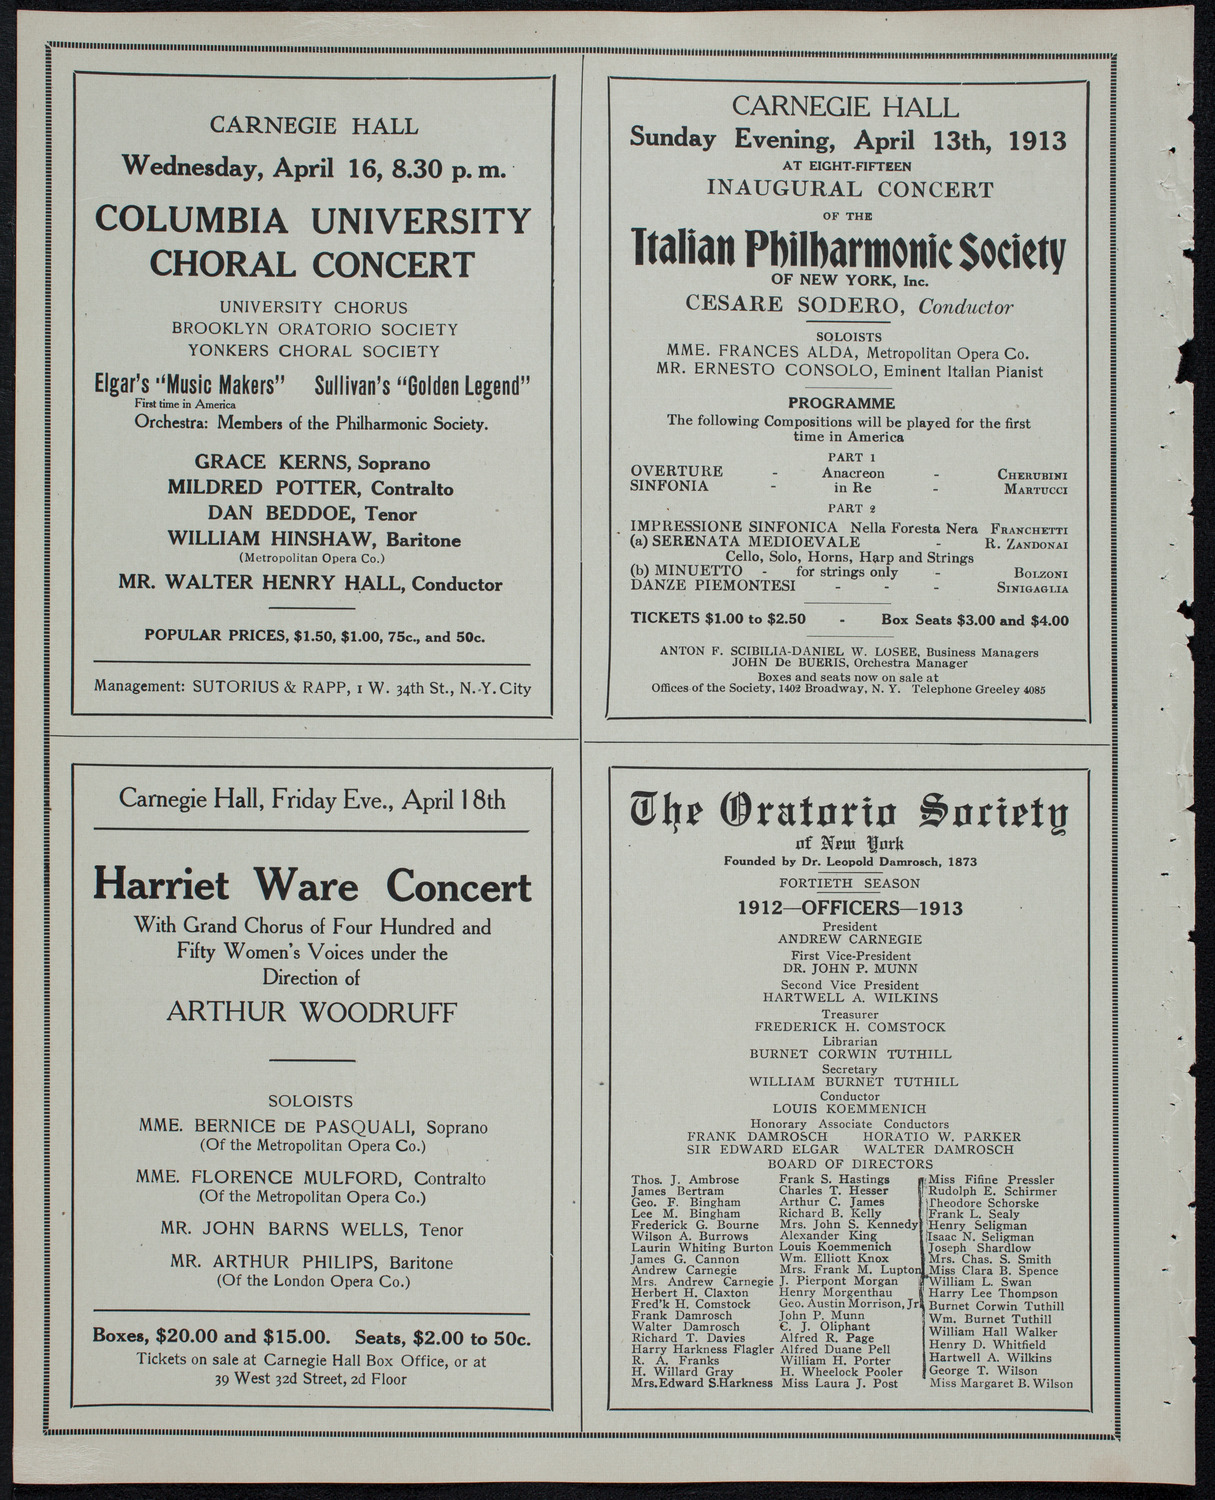 CARNEGIE HALL
Wednesday, April 16, 8.30 p. m.
COLUMBIA UNIVERSITY
CHORAL CONCERT
UNIVERSITY CHORUS
BROOKLYN ORATORIO SOCIETY
YONKERS CHORAL SOCIETY
Elgar's "Music Makers" Sullivan's "Golden Legend"
First time in America
Orchestra: Members of the Philharmonic Society.
GRACE KERNS, Soprano
MILDRED POTTER, Contralto
DAN BEDDOE, Tenor
WILLIAM HINSHAW, Baritone
(Metropolitan Opera Co.)
MR. WALTER HENRY HALL, Conductor
POPULAR PRICES, $1.50, $1.00, 75c., and 50c.
Management: SUTORIUS & RAPP, 1 W. 34th St., N. Y. City
CARNEGIE HALL
Sunday Evening, April 13th, 1913
AT EIGHT-FIFTEEN
INAUGURAL CONCERT
OF THE
Italian Philharmonic Society
OF NEW YORK, Inc.
CESARE SODERO, Conductor
SOLOISTS
MME. FRANCES ALDA, Metropolitan Opera Co.
MR. ERNESTO CONSOLO, Eminent Italian Pianist
PROGRAMME
The following Compositions will be played for the first
time in America
PART 1
OVERTURE - Anacreon - CHERUBINI
SINFONIA - in Re - MARTUCCI
PART 2
IMPRESSIONE SINFONICA Nella Foresta Nera FRANCHETTI
(a) SERENATA MEDIOEVALE - R. ZANDONAI
Cello, Solo, Horns, Harp and Strings
(b) MINUETTO - for strings only - BOLZONI
DANZE PIEMONTESI - - - SINIGAGLIA
TICKETS $1.00 to $2.50 - Box Seats $3.00 and $4.00
ANTON F. SCIBILIA-DANIEL W. LOSEE, Business Managers
JOHN De BUERIS, Orchestra Manager
Boxes and seats now on sale at
Offices of the Society, 1402 Broadway, N. Y. Telephone Greeley 4085
Carnegie Hall, Friday Eve., April 18th
Harriet Ware Concert
With Grand Chorus of Four Hundred and
Fifty Women's Voices under the
Direction of
ARTHUR WOODRUFF
SOLOISTS
MME. BERNICE DE PASQUALI, Soprano
(Of the Metropolitan Opera Co.)
MME. FLORENCE MULFORD, Contralto
(Of the Metropolitan Opera Co.)
MR. JOHN BARNS WELLS, Tenor
MR. ARTHUR PHILIPS, Baritone
(Of the London Opera Co.)
Boxes, $20.00 and $15.00. Seats, $2.00 to 50c.
Tickets on sale at Carnegie Hall Box Office, or at
39 West 32d Street, 2d Floor
The Oratorio Society
of New York
Founded by Dr. Leopold Damrosch, 1873
FORTIETH SEASON
1912—OFFICERS—1913
President
ANDREW CARNEGIE
First Vice-President
DR. JOHN P. MUNN
Second Vice President
HARTWELL A. WILKINS
Treasurer
FREDERICK H. COMSTOCK
Librarian
BURNET CORWIN TUTHILL
Secretary
WILLIAM BURNET TUTHILL
Conductor
LOUIS KOEMMENICH
Honorary Associate Conductors
FRANK DAMROSCH HORATIO W. PARKER
SIR EDWARD ELGAR WALTER DAMROSCH
BOARD OF DIRECTORS
Thos. J. Ambrose
James Bertram
Geo. F. Bingham
Lee M. Bingham
Frederick G. Bourne
Wilson A. Burrows
Laurin Whiting Burton
James G. Cannon
Andrew Carnegie
Mrs. Andrew Carnegie
Herbert H. Claxton
Fred'k H. Comstock
Frank Damrosch
Walter Damrosch
Richard T. Davies
Harry Harkness Flagler
R. A. Franks
H. Willard Gray
Mrs. Edward S. Harkness
Frank S. Hastings
Charles T. Hesser
Arthur C. James
Richard B. Kelly
Mrs. John S. Kennedy
Alexander King
Louis Koemmenich
Wm. Elliott Knox
Mrs. Frank M. Lupton
J. Pierpont Morgan
Henry Morgenthau
Geo. Austin Morrison, Jr.
John P. Munn
C. J. Oliphant
Alfred R. Page
Alfred Duane Pell
William H. Porter
H. Wheelock Pooler
Miss Laura J. Post
Miss Fifine Pressler
Rudolph E. Schirmer
Theodore Schorske
Frank L. Sealy
Henry Seligman
Isaac N. Seligman
Joseph Shardlow
Mrs. Chas. S. Smith
Miss Clara B. Spence
William L. Swan
Harry Lee Thompson
Burnet Corwin Tuthill
Wm. Burnet Tuthill
William Hall Walker
Henry D. Whitfield
Hartwell A. Wilkins
George T. Wilson
Miss Margaret B. Wilson